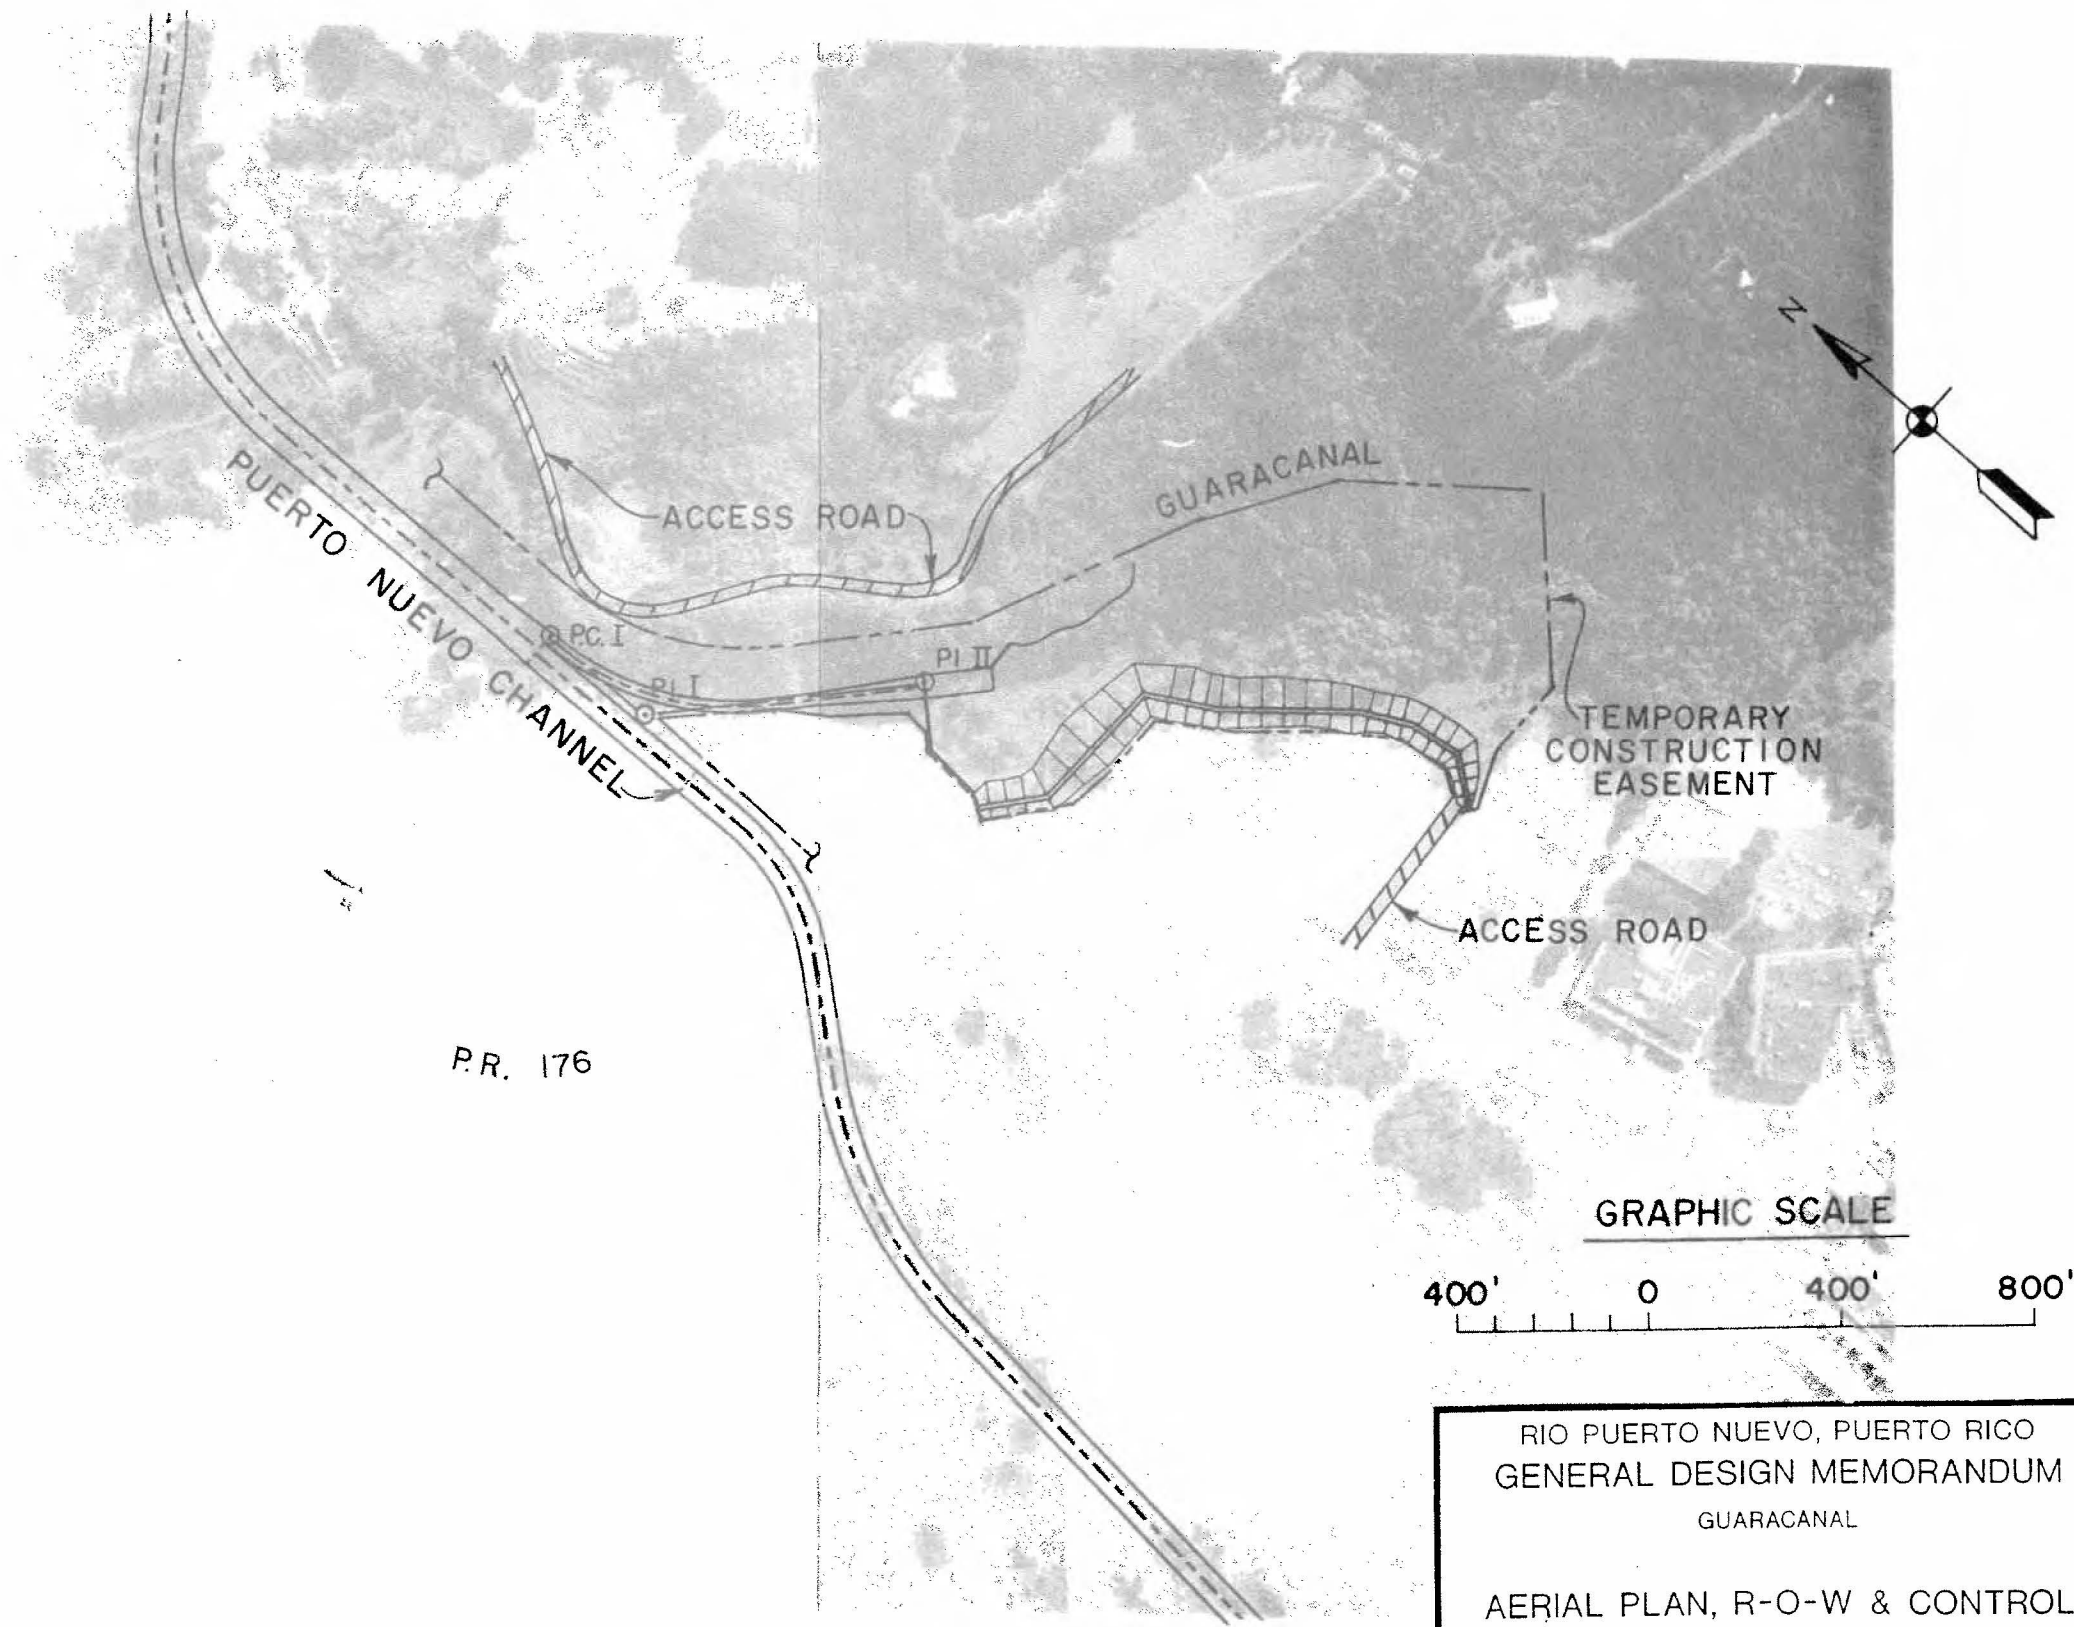 N
PUERTO NUEVO CHANNEL
ACCESS ROAD
GUARACANAL
P.C. I
P.I. I
PI II
TEMPORARY
CONSTRUCTION
EASEMENT
ACCESS ROAD
P.R. 176
GRAPHIC SCALE
400' 0 400' 800'
RIO PUERTO NUEVO, PUERTO RICO
GENERAL DESIGN MEMORANDUM
GUARACANAL
AERIAL PLAN, R-O-W & CONTROL